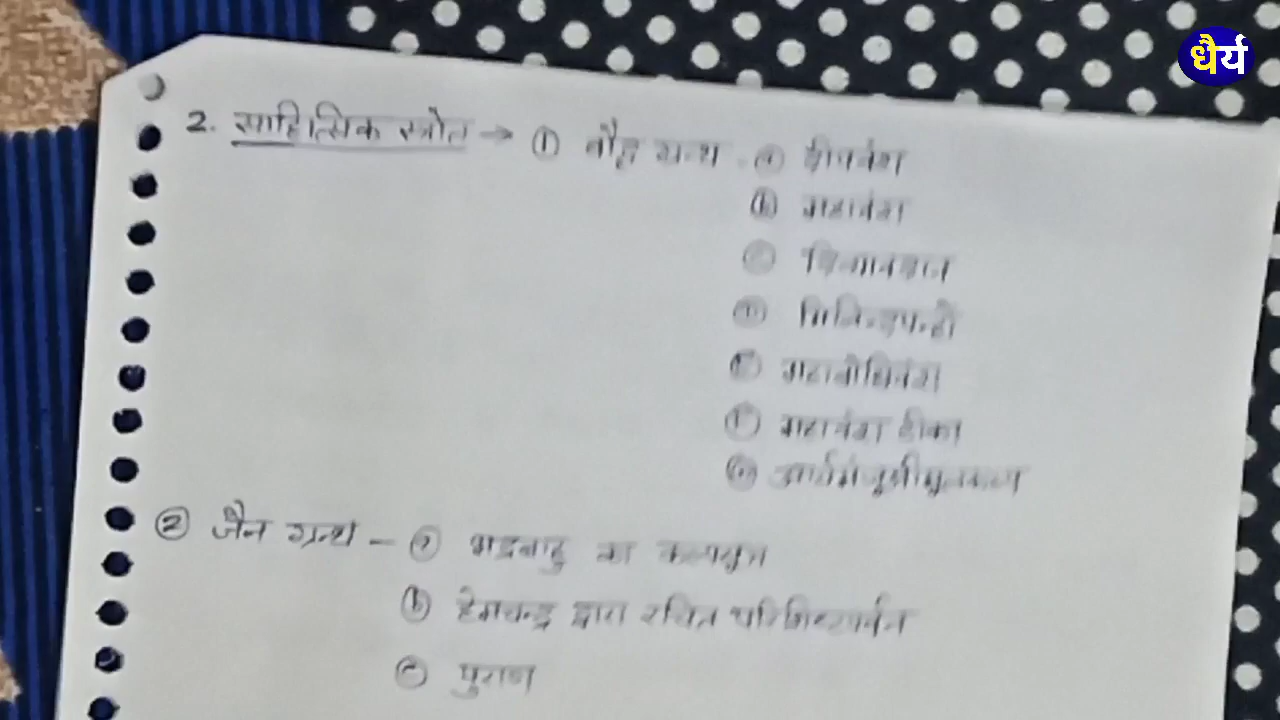 धैर्य
2. साहित्यिक स्त्रोत → ① बौद्ध ग्रन्थ - ⓐ दीपवंश
ⓑ महावंश
ⓒ
ⓓ मिलिन्दपन्हो
ⓔ महाबोधिवंश
ⓕ महावंश टीका
ⓖ आर्यमंजूश्रीमूलकल्प
② जैन ग्रन्थ - ⓐ भद्रबाहु का कल्पसूत्र
ⓑ हेमचन्द्र द्वारा रचित परिशिष्टपर्वन
ⓒ पुराण